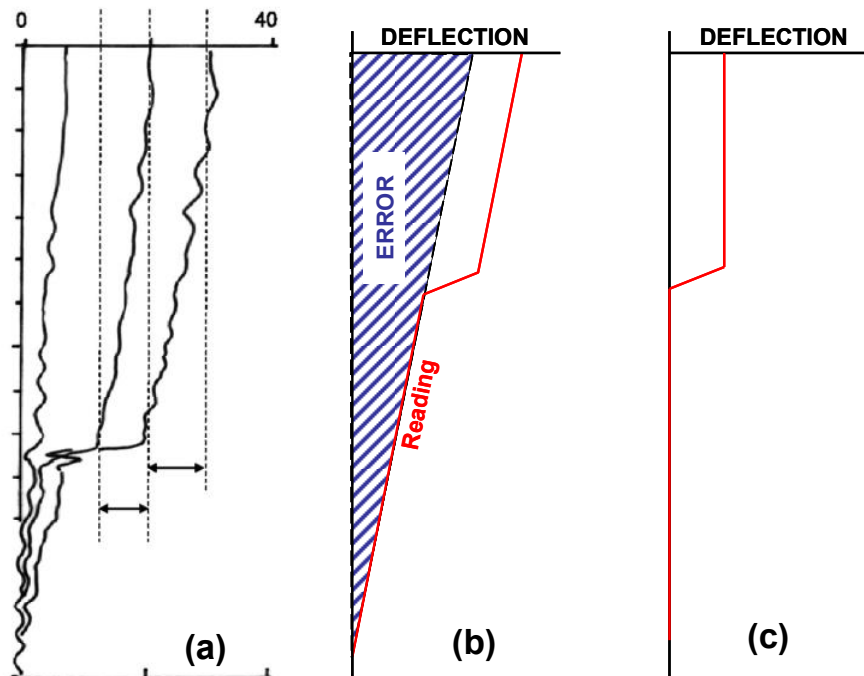 0
40
DEFLECTION
DEFLECTION
ERROR
Reading
(a)
(b)
(c)